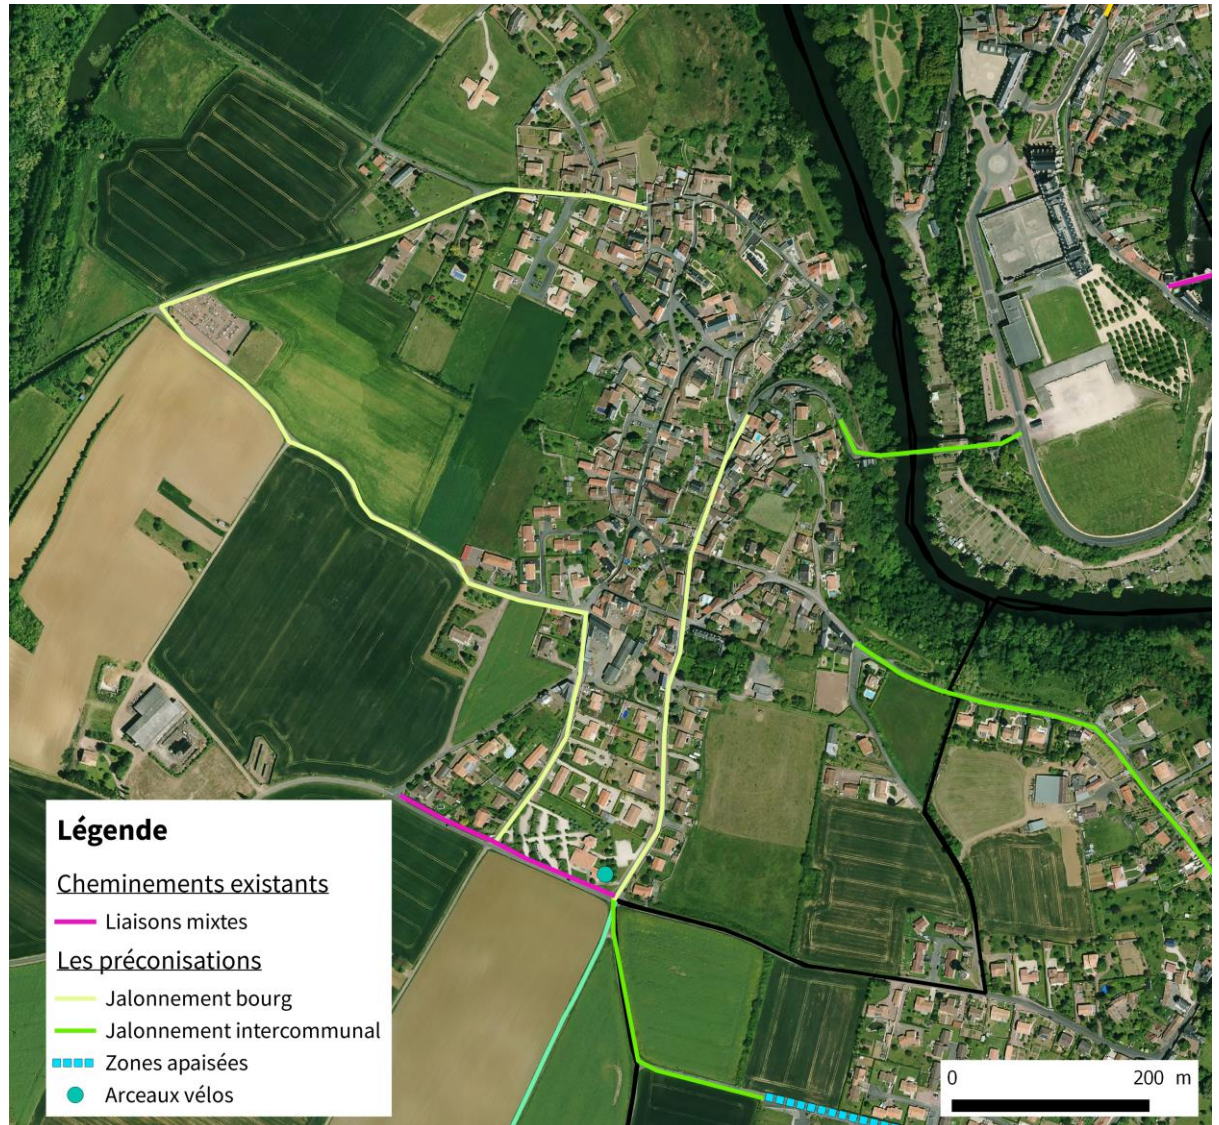 Légende
Cheminements existants
Liaisons mixtes
Les préconisations
Jalonnement bourg
Jalonnement intercommunal
Zones apaisées
Arceaux vélos
0 200 m